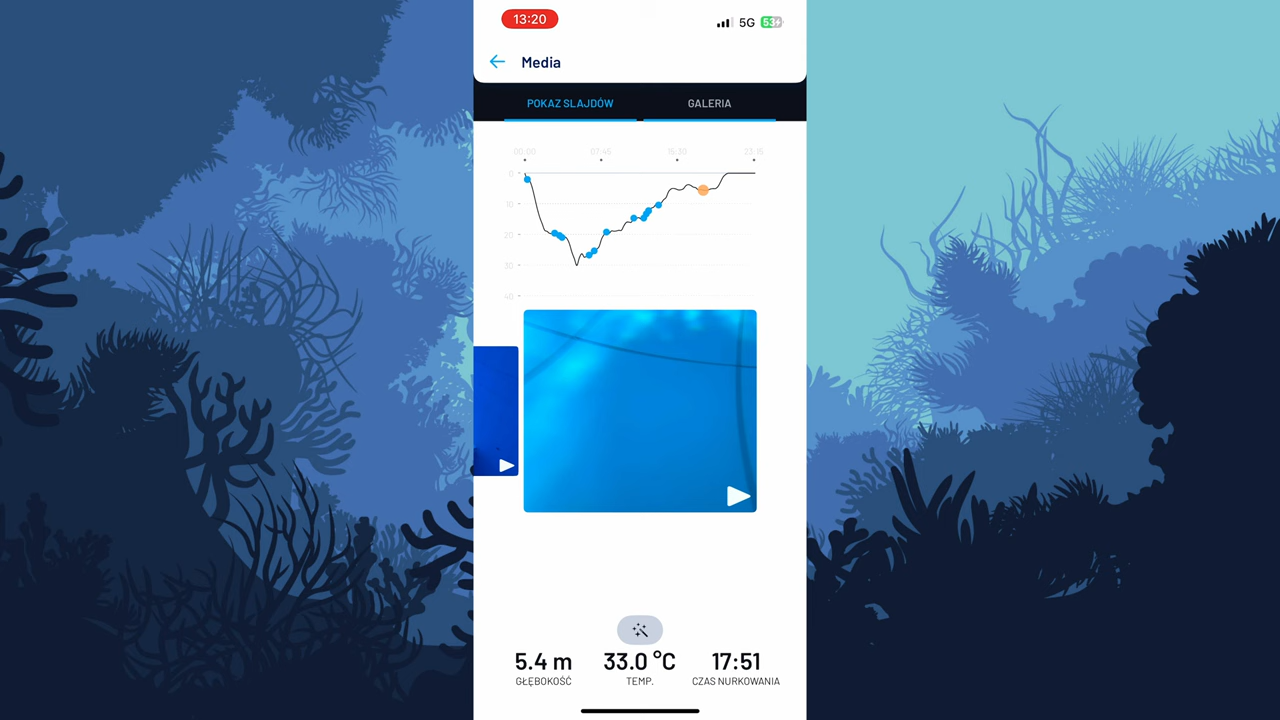 13:20
5G 53
Media
POKAZ SLAJDÓW GALERIA
00:00 07:45 15:30 23:15
0
10
20
30
40
5.4 m 33.0 °C 17:51
GŁĘBOKOŚĆ TEMP. CZAS NURKOWANIA